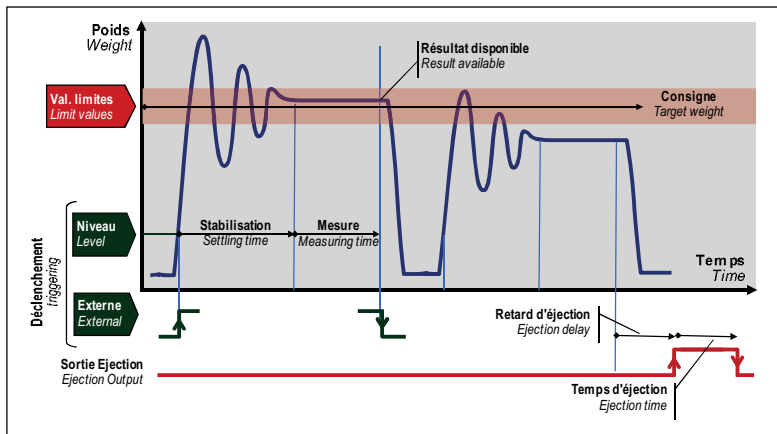 Poids
Weight
Résultat disponible
Result available
Val. limites
Limit values
Consigne
Target weight
Niveau
Level
Stabilisation
Settling time
Mesure
Measuring time
Temps
Time
Déclenchement
triggering
Externe
External
Retard d'éjection
Ejection delay
Sortie Ejection
Ejection Output
Temps d'éjection
Ejection time